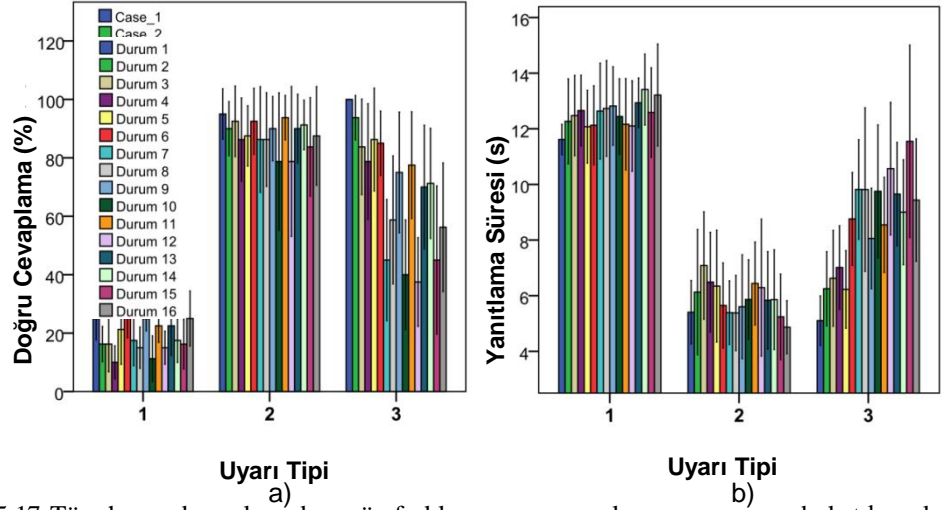 Doğru Cevaplama (%)
120
100
80
60
40
20
0
Case_1
Case_2
Durum 1
Durum 2
Durum 3
Durum 4
Durum 5
Durum 6
Durum 7
Durum 8
Durum 9
Durum 10
Durum 11
Durum 12
Durum 13
Durum 14
Durum 15
Durum 16
1 2 3
Uyarı Tipi
a)
Yanıtlama Süresi (s)
16
14
12
10
8
6
4
1 2 3
Uyarı Tipi
b)